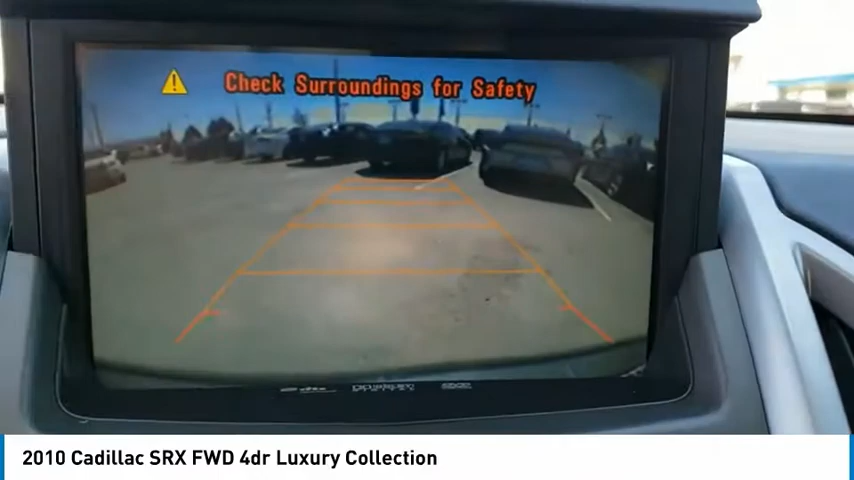 Check Surroundings for Safety
2010 Cadillac SRX FWD 4dr Luxury Collection